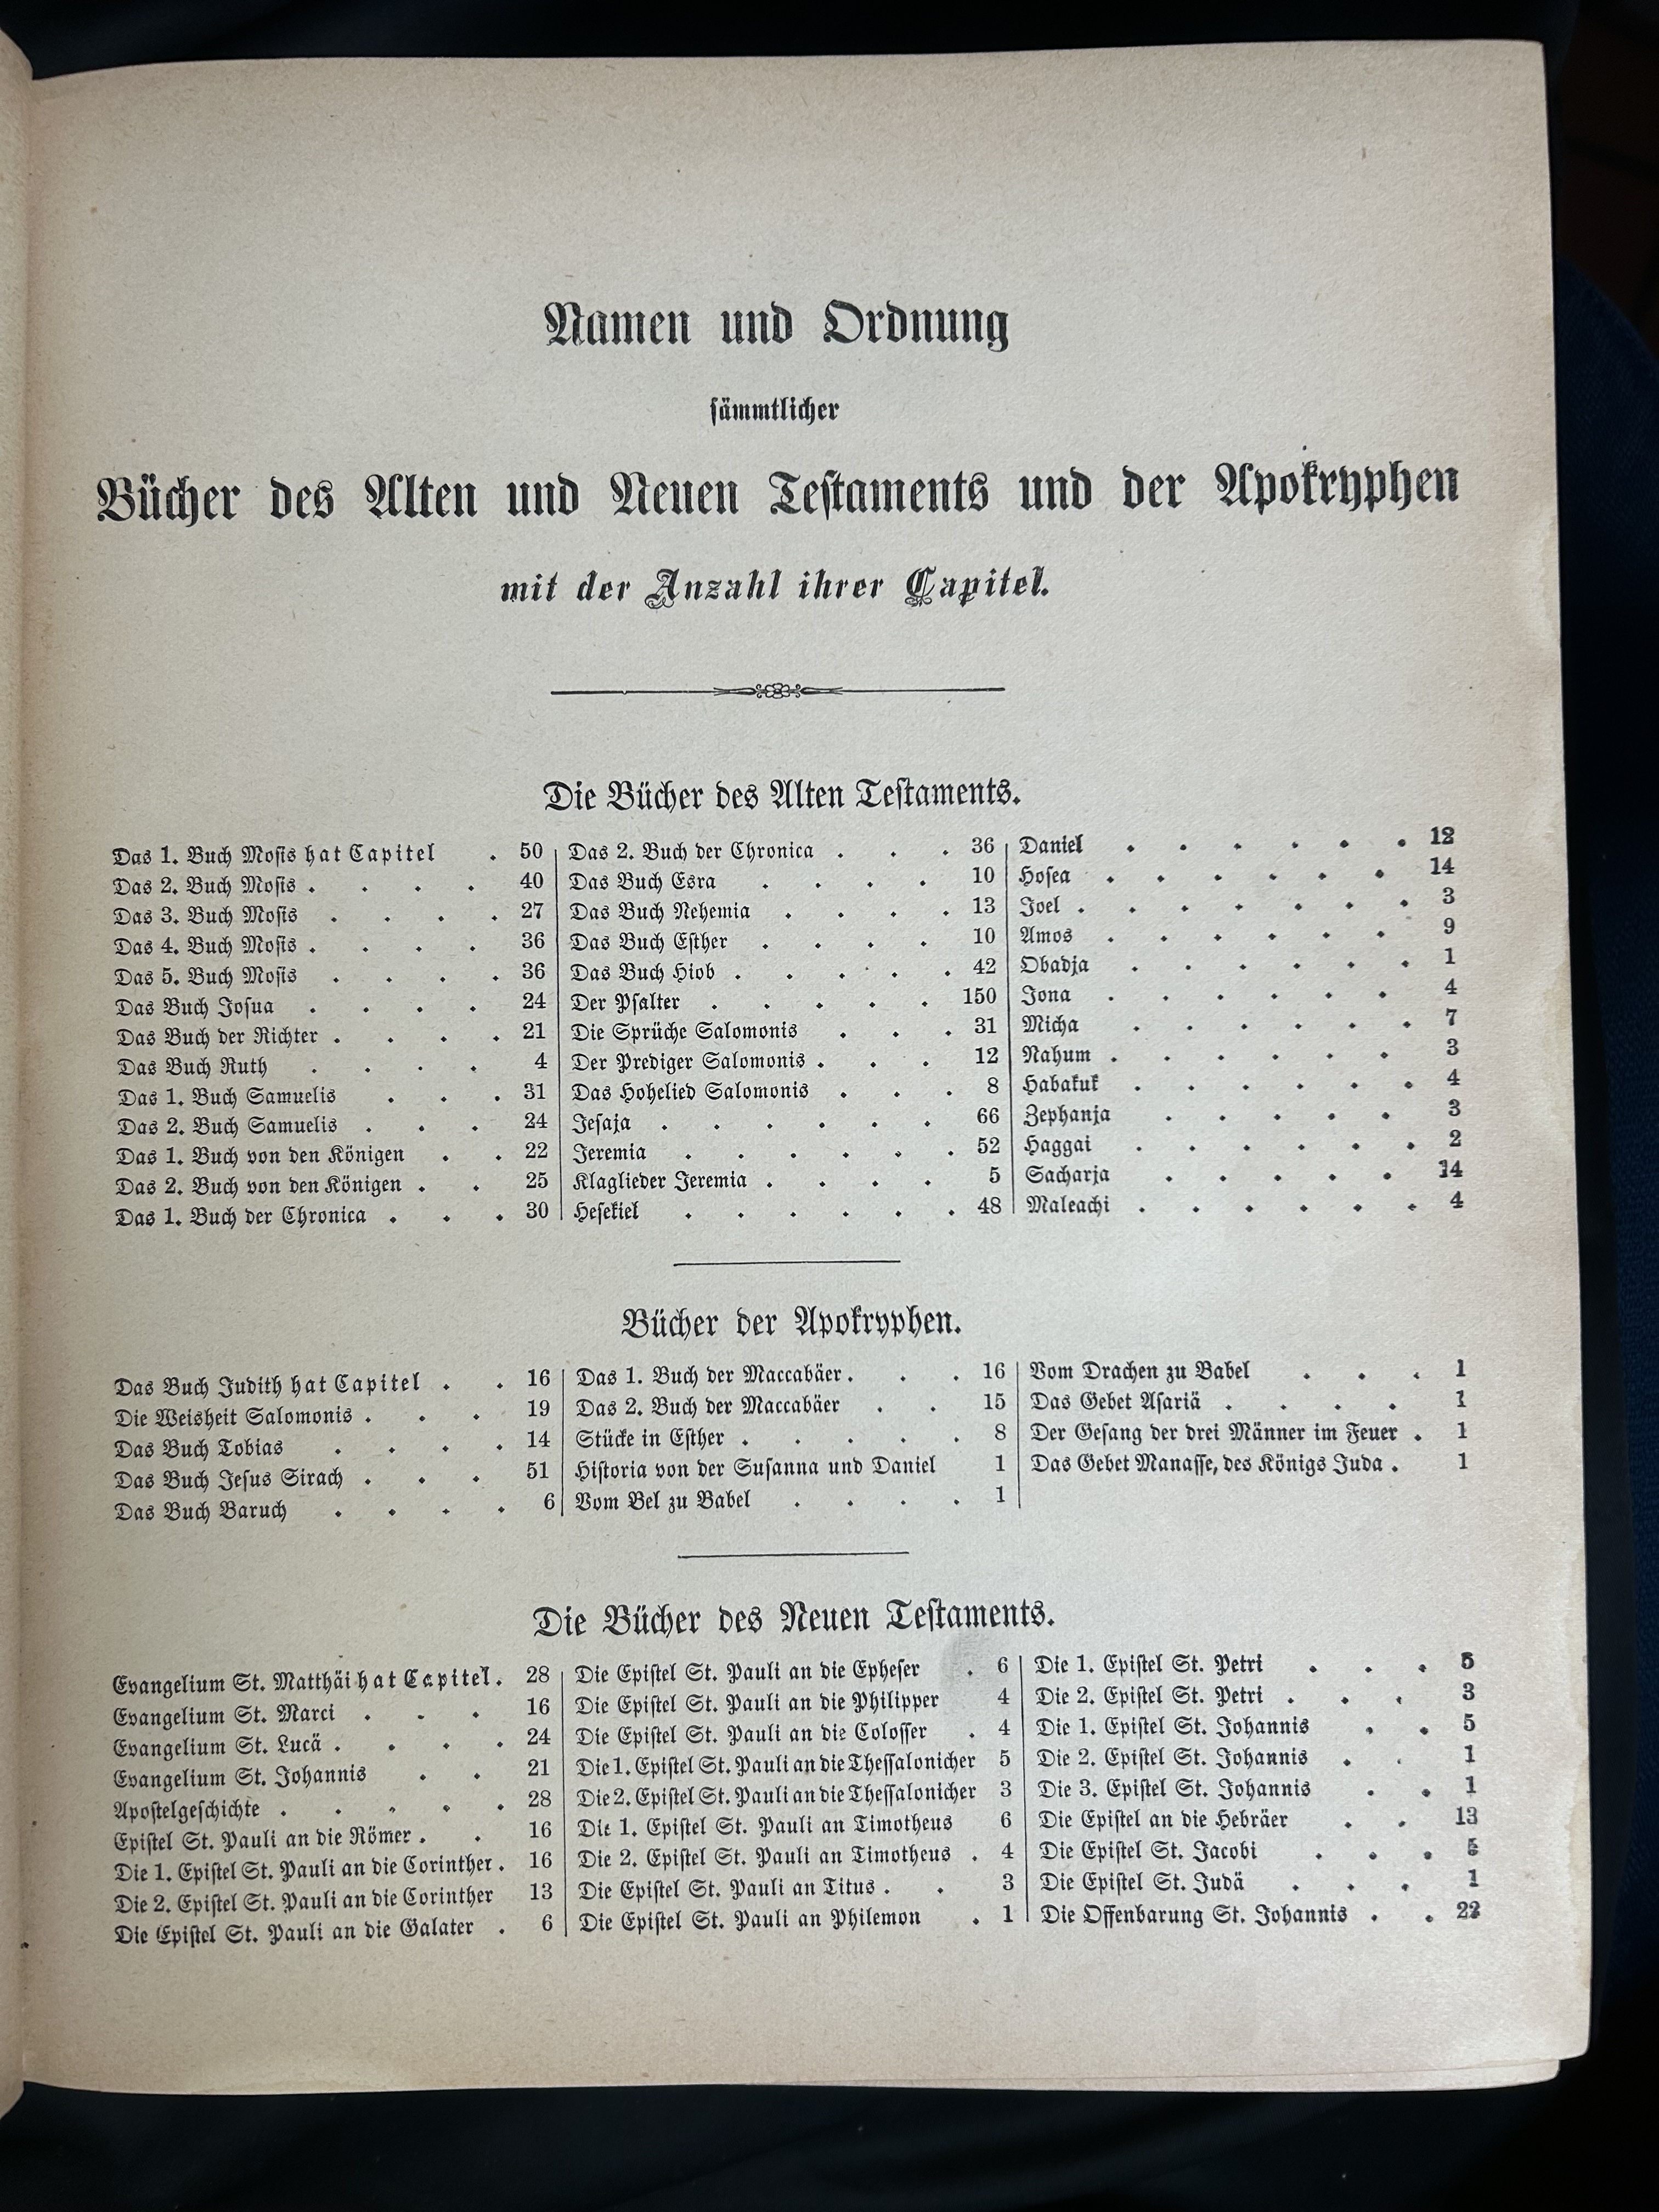 Namen und Ordnung
sämmtlicher
Bücher des Alten und Neuen Testaments und der Apokryphen
mit der Anzahl ihrer Capitel.
Die Bücher des Alten Testaments.
Das 1. Buch Mosis hat Capitel . 50
Das 2. Buch Mosis . . . . 40
Das 3. Buch Mosis . . . . 27
Das 4. Buch Mosis . . . . 36
Das 5. Buch Mosis . . . . 36
Das Buch Josua . . . . 24
Das Buch der Richter . . . . 21
Das Buch Ruth . . . . 4
Das 1. Buch Samuelis . . . 31
Das 2. Buch Samuelis . . . 24
Das 1. Buch von den Königen . . 22
Das 2. Buch von den Königen . . 25
Das 1. Buch der Chronica . . . 30
Das 2. Buch der Chronica . . . 36
Das Buch Esra . . . . 10
Das Buch Nehemia . . . . 13
Das Buch Esther . . . . 10
Das Buch Hiob . . . . . 42
Der Psalter . . . . . 150
Die Sprüche Salomonis . . . 31
Der Prediger Salomonis . . . 12
Das Hohelied Salomonis . . . 8
Jesaja . . . . . . 66
Jeremia . . . . . . 52
Klaglieder Jeremia . . . . 5
Hesekiel . . . . . . 48
Daniel . . . . . . 12
Hosea . . . . . . 14
Joel . . . . . . . 3
Amos . . . . . . 9
Obadja . . . . . . 1
Jona . . . . . . 4
Micha . . . . . . 7
Nahum . . . . . . 3
Habakuk . . . . . . 4
Zephanja . . . . . 3
Haggai . . . . . . 2
Sacharja . . . . . 14
Maleachi . . . . . . 4
Bücher der Apokryphen.
Das Buch Judith hat Capitel . . 16
Die Weisheit Salomonis . . . 19
Das Buch Tobias . . . . 14
Das Buch Jesus Sirach . . . 51
Das Buch Baruch . . . . 6
Das 1. Buch der Maccabäer . . . 16
Das 2. Buch der Maccabäer . . 15
Stücke in Esther . . . . . 8
Historia von der Susanna und Daniel 1
Vom Bel zu Babel . . . . 1
Vom Drachen zu Babel . . . 1
Das Gebet Asariä . . . . 1
Der Gesang der drei Männer im Feuer . 1
Das Gebet Manasse, des Königs Juda . 1
Die Bücher des Neuen Testaments.
Evangelium St. Matthäi hat Capitel . 28
Evangelium St. Marci . . . 16
Evangelium St. Lucä . . . . 24
Evangelium St. Johannis . . 21
Apostelgeschichte . . . . . 28
Epistel St. Pauli an die Römer . . 16
Die 1. Epistel St. Pauli an die Corinther . 16
Die 2. Epistel St. Pauli an die Corinther 13
Die Epistel St. Pauli an die Galater . 6
Die Epistel St. Pauli an die Epheser . 6
Die Epistel St. Pauli an die Philipper 4
Die Epistel St. Pauli an die Colosser . 4
Die 1. Epistel St. Pauli an die Thessalonicher 5
Die 2. Epistel St. Pauli an die Thessalonicher 3
Die 1. Epistel St. Pauli an Timotheus 6
Die 2. Epistel St. Pauli an Timotheus . 4
Die Epistel St. Pauli an Titus . . 3
Die Epistel St. Pauli an Philemon . 1
Die 1. Epistel St. Petri . . . 5
Die 2. Epistel St. Petri . . . 3
Die 1. Epistel St. Johannis . . 5
Die 2. Epistel St. Johannis . . 1
Die 3. Epistel St. Johannis . . 1
Die Epistel an die Hebräer . . 13
Die Epistel St. Jacobi . . . 5
Die Epistel St. Judä . . . 1
Die Offenbarung St. Johannis . . 22